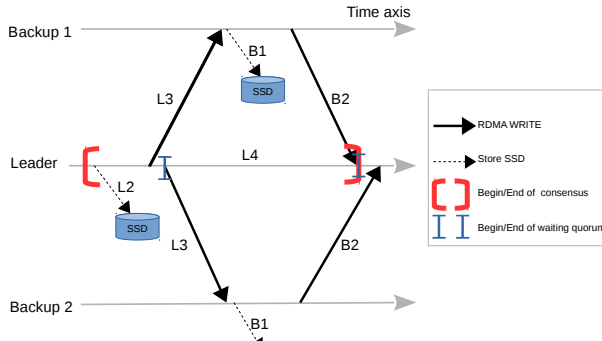 Time axis
Backup 1
B1
SSD
L3
B2
RDMA WRITE
Leader
L4
Store SSD
L2
Begin/End of consensus
SSD
Begin/End of waiting quorum
L3
B2
Backup 2
B1